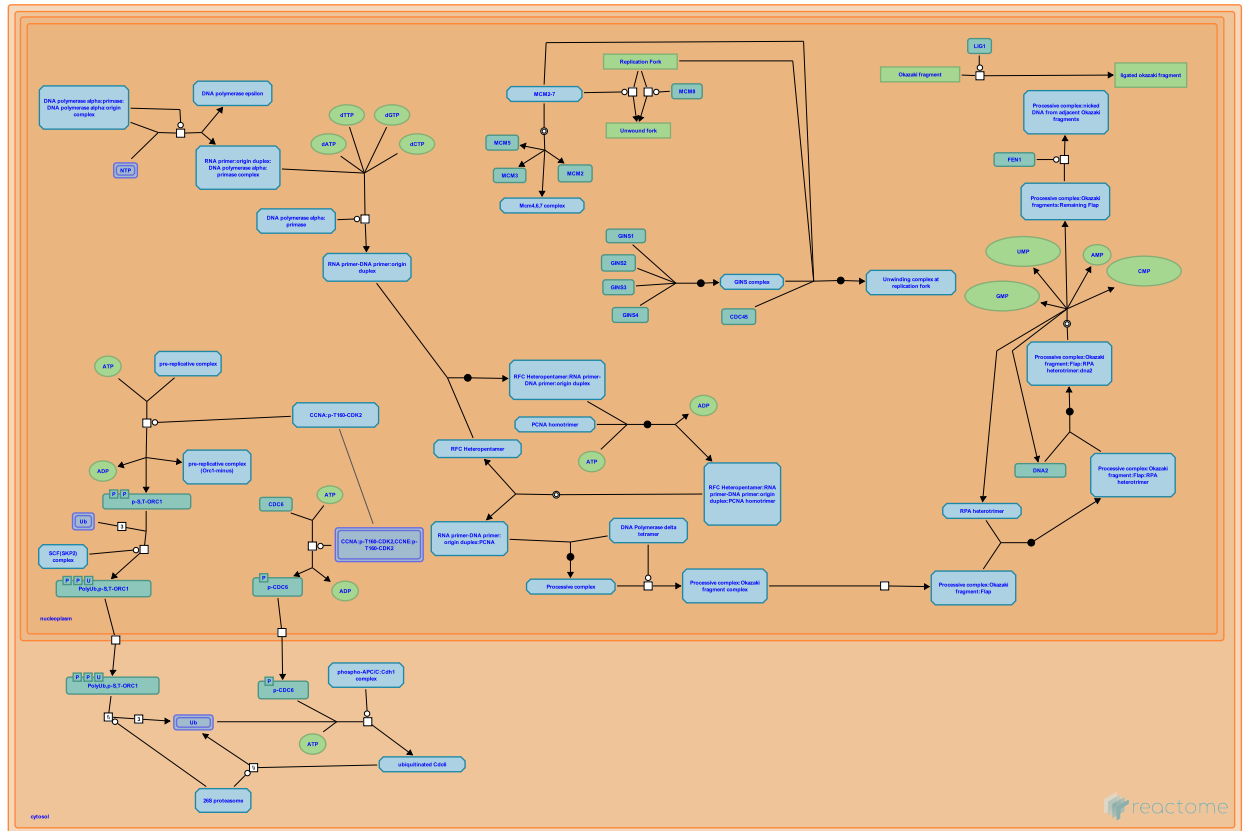 DNA polymerase alpha:primase:
DNA polymerase alpha:origin
complex
DNA polymerase epsilon
NTP
RNA primer:origin duplex:
DNA polymerase alpha:
primase complex
dTTP
dGTP
dATP
dCTP
DNA polymerase alpha:
primase
RNA primer-DNA primer:origin
duplex
MCM2-7
Replication Fork
MCM8
Unwound fork
MCM5
MCM3
MCM2
Mcm4,6,7 complex
GINS1
GINS2
GINS3
GINS4
GINS complex
CDC45
Unwinding complex at
replication fork
LIG1
Okazaki fragment
ligated okazaki fragment
Processive complex:nicked
DNA from adjacent Okazaki
fragments
FEN1
Processive complex:Okazaki
fragments:Remaining Flap
UMP
AMP
CMP
GMP
Processive complex:Okazaki
fragment:Flap:RPA
heterotrimer:dna2
DNA2
Processive complex:Okazaki
fragment:Flap:RPA
heterotrimer
RPA heterotrimer
Processive complex:Okazaki
fragment:Flap
ATP
pre-replicative complex
CCNA:p-T160-CDK2
ADP
pre-replicative complex
(Orc1-minus)
P P
p-S,T-ORC1
Ub
3
SCF(SKP2)
complex
P P U
PolyUb,p-S,T-ORC1
nucleoplasm
CDC6
ATP
CCNA:p-T160-CDK2,CCNE:p-
T160-CDK2
P
p-CDC6
ADP
RFC Heteropentamer:RNA primer-
DNA primer:origin duplex
PCNA homotrimer
ATP
ADP
RFC Heteropentamer
RFC Heteropentamer:RNA
primer-DNA primer:origin
duplex:PCNA homotrimer
RNA primer-DNA primer:
origin duplex:PCNA
DNA Polymerase delta
tetramer
Processive complex
Processive complex:Okazaki
fragment complex
P P U
PolyUb,p-S,T-ORC1
3
Ub
P
p-CDC6
phospho-APC/C:Cdh1
complex
ATP
ubiquitinated Cdc6
26S proteasome
cytosol
reactome